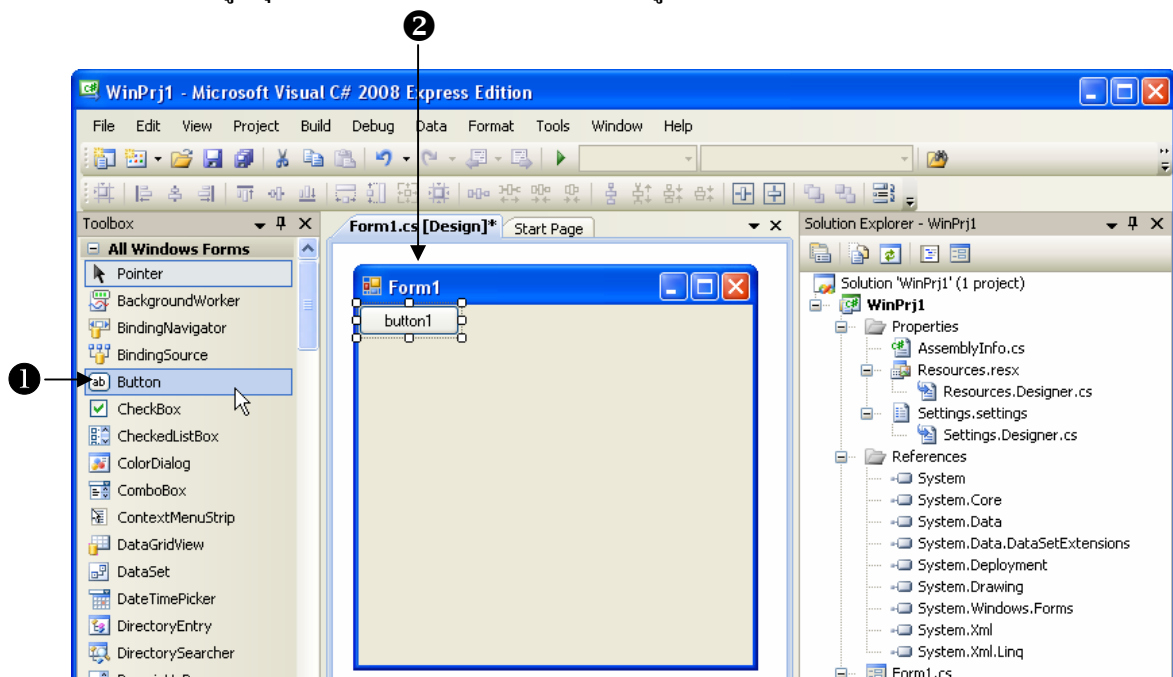 ❷
WinPrj1 - Microsoft Visual C# 2008 Express Edition
File Edit View Project Build Debug Data Format Tools Window Help
Toolbox
Form1.cs [Design]* Start Page
Solution Explorer - WinPrj1
All Windows Forms
Pointer
BackgroundWorker
BindingNavigator
BindingSource
❶
Button
CheckBox
CheckedListBox
ColorDialog
ComboBox
ContextMenuStrip
DataGridView
DataSet
DateTimePicker
DirectoryEntry
DirectorySearcher
Form1
button1
Solution 'WinPrj1' (1 project)
WinPrj1
Properties
AssemblyInfo.cs
Resources.resx
Resources.Designer.cs
Settings.settings
Settings.Designer.cs
References
System
System.Core
System.Data
System.Data.DataSetExtensions
System.Deployment
System.Drawing
System.Windows.Forms
System.Xml
System.Xml.Linq
Form1.cs